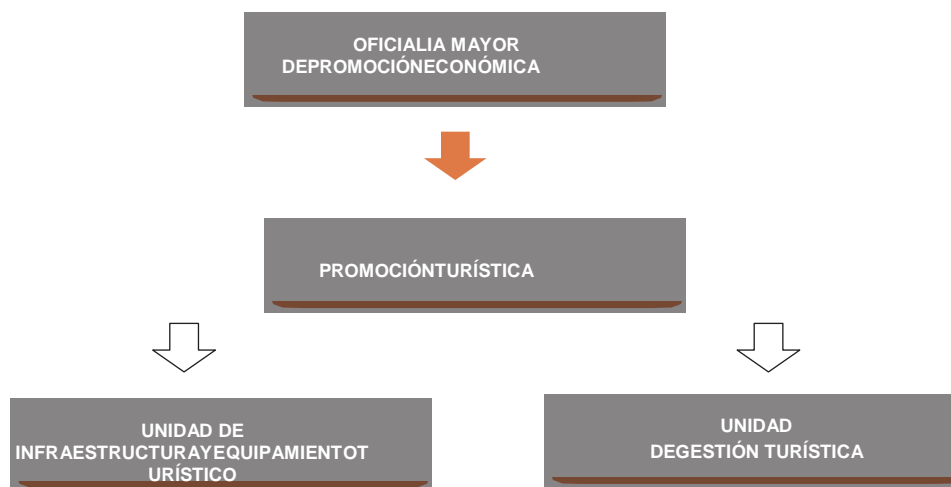 OFICIALIA MAYOR
DEPROMOCIÓNECONÓMICA
PROMOCIÓNTURÍSTICA
UNIDAD DE
INFRAESTRUCTURAYEQUIPAMIENTOT
URÍSTICO
UNIDAD
DEGESTIÓN TURÍSTICA